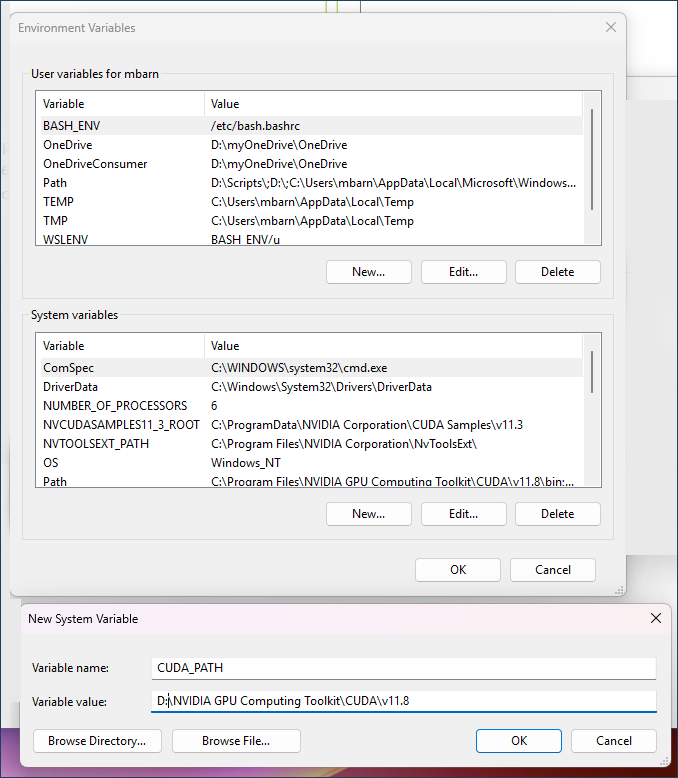 Environment Variables
User variables for mbarn
Variable Value
BASH_ENV /etc/bash.bashrc
OneDrive D:\myOneDrive\OneDrive
OneDriveConsumer D:\myOneDrive\OneDrive
Path D:\Scripts\;D:\;C:\Users\mbarn\AppData\Local\Microsoft\Windows...
TEMP C:\Users\mbarn\AppData\Local\Temp
TMP C:\Users\mbarn\AppData\Local\Temp
WSLENV BASH_ENV/u
New... Edit... Delete
System variables
Variable Value
ComSpec C:\WINDOWS\system32\cmd.exe
DriverData C:\Windows\System32\Drivers\DriverData
NUMBER_OF_PROCESSORS 6
NVCUDASAMPLES11_3_ROOT C:\ProgramData\NVIDIA Corporation\CUDA Samples\v11.3
NVTOOLSEXT_PATH C:\Program Files\NVIDIA Corporation\NvToolsExt\
OS Windows_NT
Path C:\Program Files\NVIDIA GPU Computing Toolkit\CUDA\v11.8\bin;...
New... Edit... Delete
OK Cancel
New System Variable
Variable name: CUDA_PATH
Variable value: D:\NVIDIA GPU Computing Toolkit\CUDA\v11.8
Browse Directory... Browse File... OK Cancel